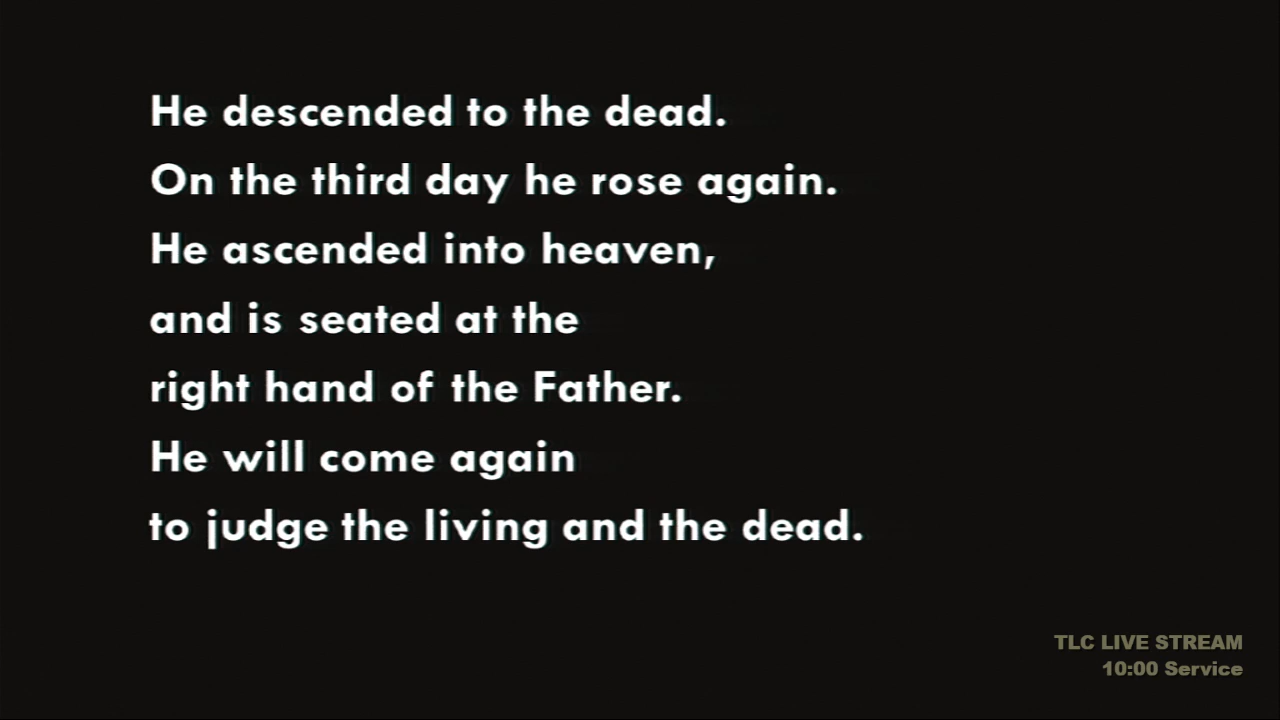 He descended to the dead.
On the third day he rose again.
He ascended into heaven,
and is seated at the
right hand of the Father.
He will come again
to judge the living and the dead.
TLC LIVE STREAM
10:00 Service